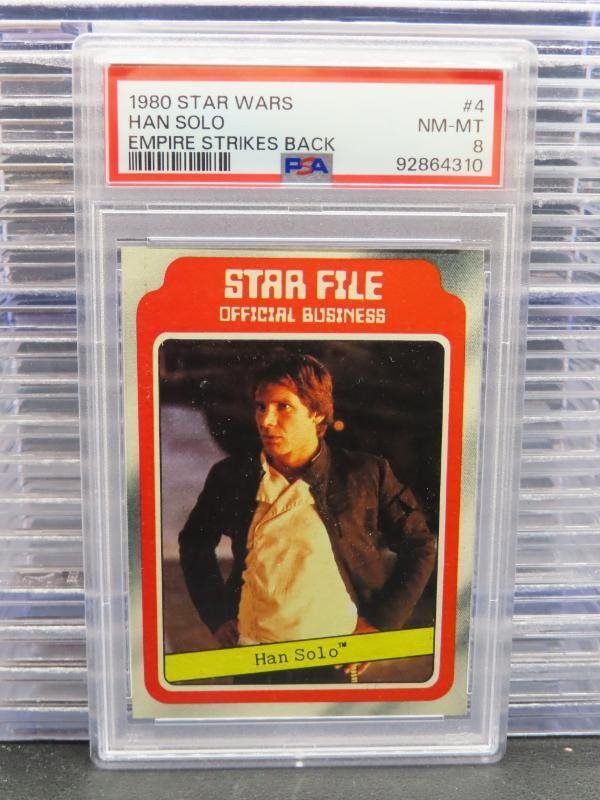 1980 STAR WARS #4
HAN SOLO NM-MT
EMPIRE STRIKES BACK 8
PSA 92864310
STAR FILE
OFFICIAL BUSINESS
Han Solo™